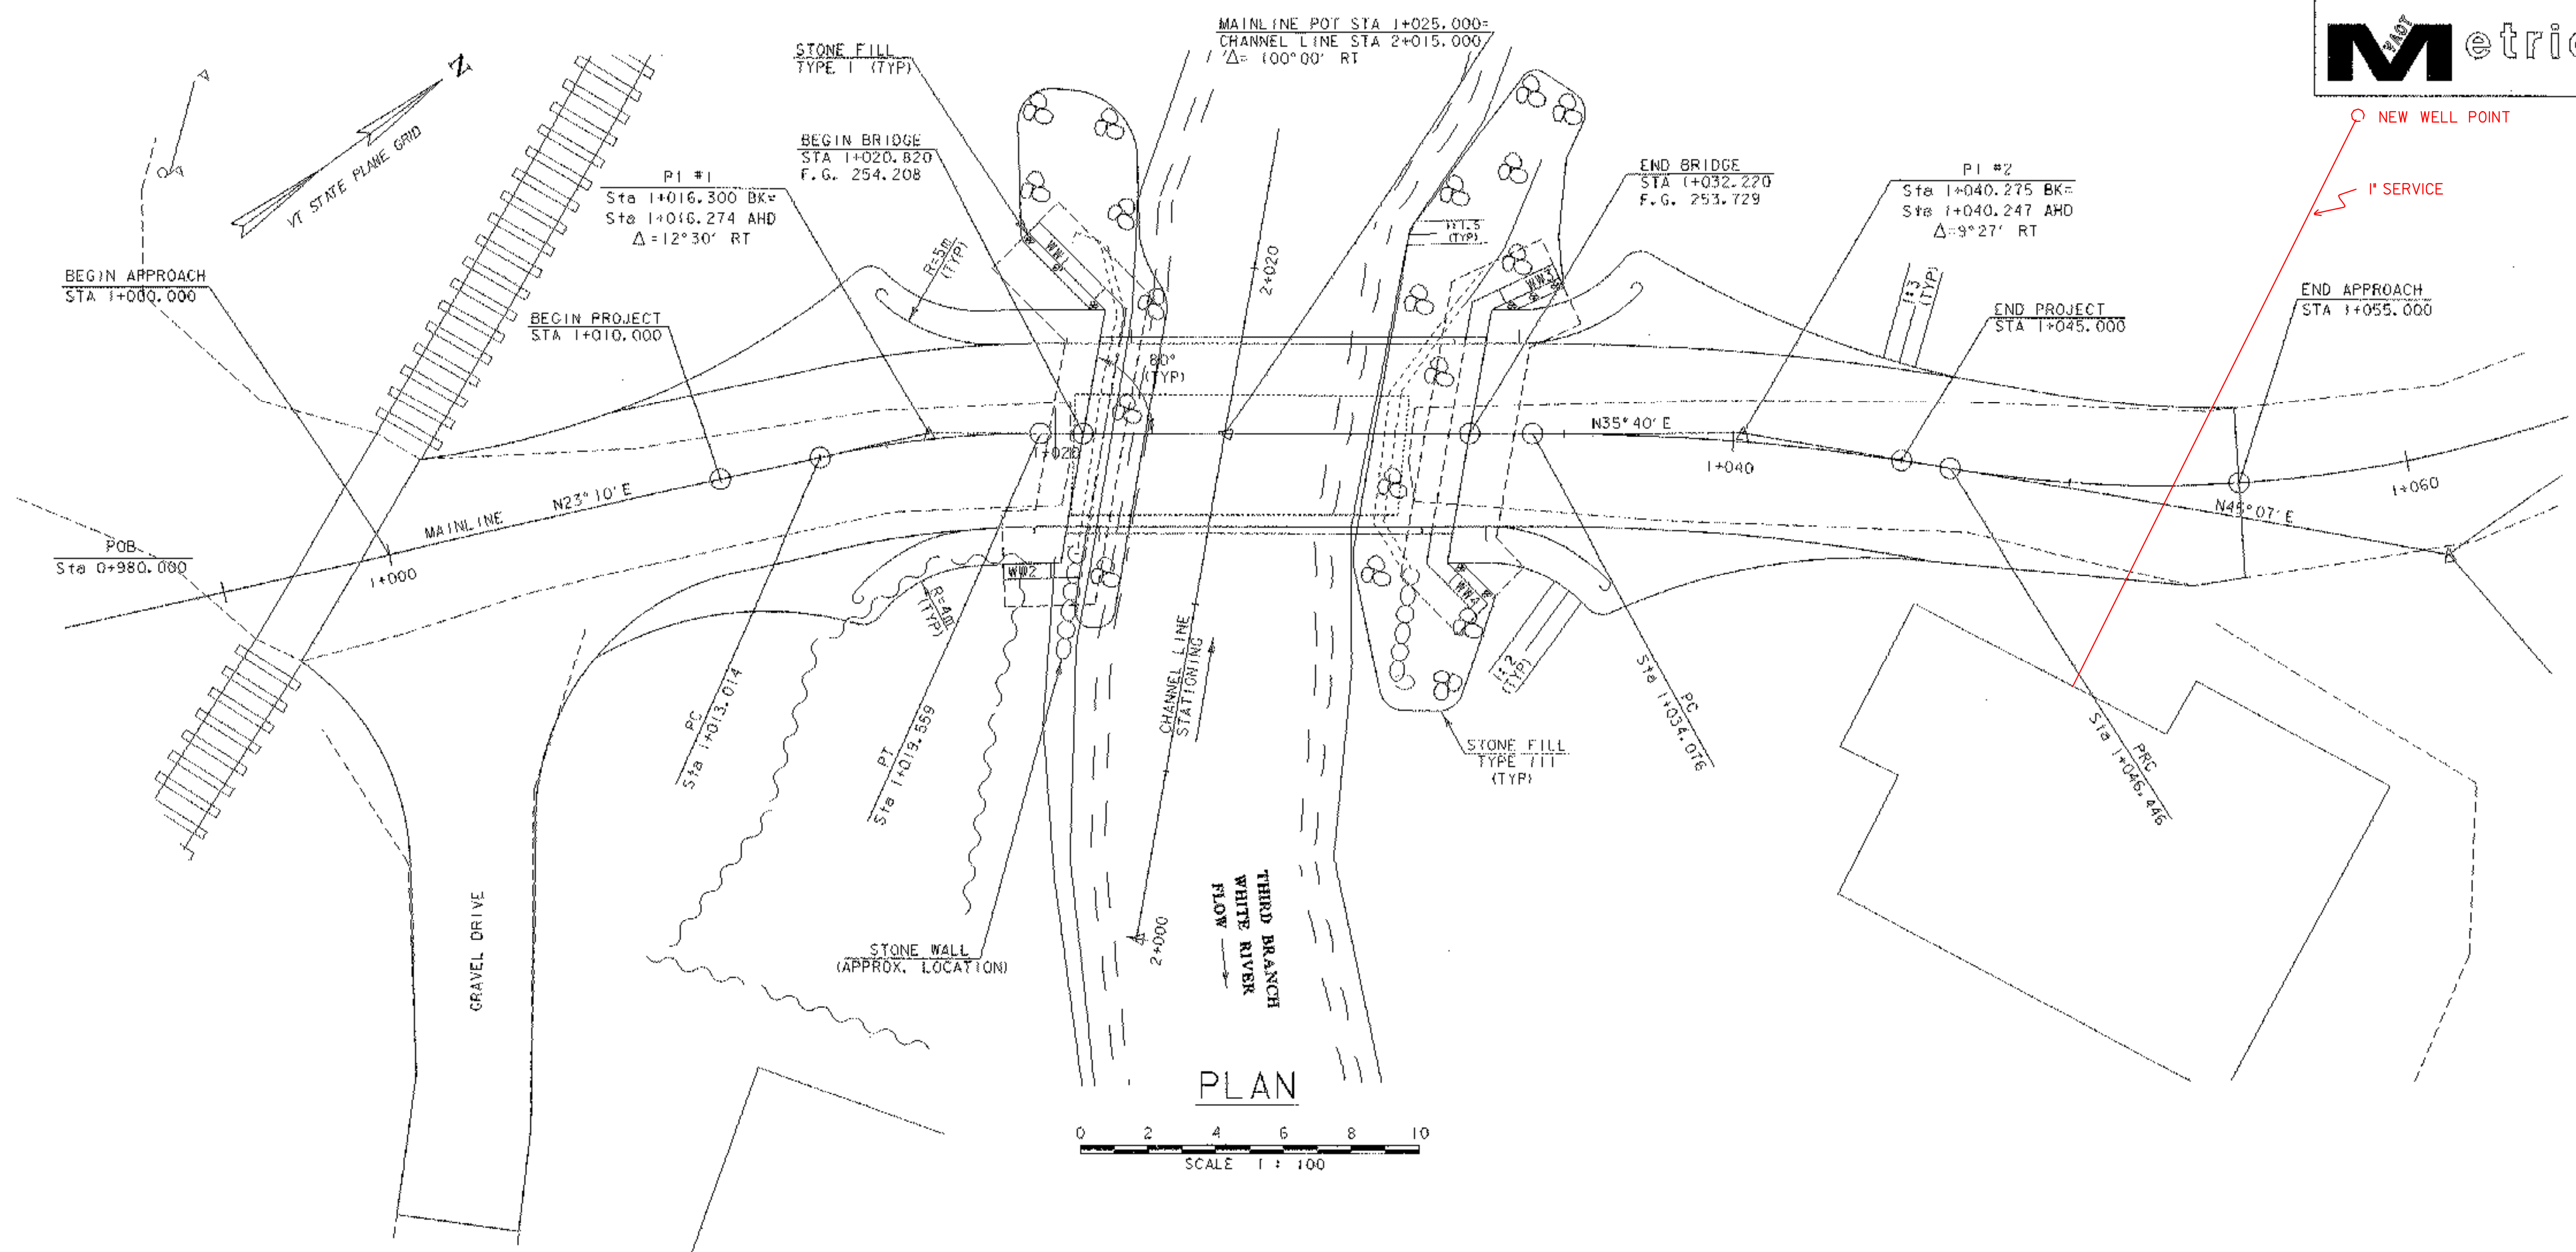 MAINLINE POT STA 1+025.000=
CHANNEL LINE STA 2+015.000
Δ= 100°00' RT
STONE FILL
TYPE I (TYP)
VAOT
Metric
NEW WELL POINT
1" SERVICE
Z
VT STATE PLANE GRID
BEGIN BRIDGE
STA 1+020.820
F.G. 254.208
PI #1
Sta 1+016.300 BK=
Sta 1+016.274 AHD
Δ=12°30' RT
END BRIDGE
STA 1+032.220
F.G. 253.729
PI #2
Sta 1+040.275 BK=
Sta 1+040.247 AHD
Δ=9°27' RT
BEGIN APPROACH
STA 1+000.000
BEGIN PROJECT
STA 1+010.000
R=5m
(TYP)
WW1
2+020
1:1.5
(TYP)
WW3
1:3
(TYP)
END PROJECT
STA 1+045.000
END APPROACH
STA 1+055.000
80°
(TYP)
1+020
N35°40' E
1+040
1+060
N45°07' E
MAINLINE
N23°10' E
POB
Sta 0+980.000
1+000
WW2
R=4m
(TYP)
WW4
1:2
(TYP)
CHANNEL LINE
STATIONING
PC
Sta 1+013.014
PT
Sta 1+019.559
PC
Sta 1+034.076
PRC
Sta 1+046.446
STONE FILL
TYPE III
(TYP)
GRAVEL DRIVE
STONE WALL
(APPROX. LOCATION)
2+000
THIRD BRANCH
WHITE RIVER
FLOW
PLAN
0 2 4 6 8 10
SCALE 1 : 100